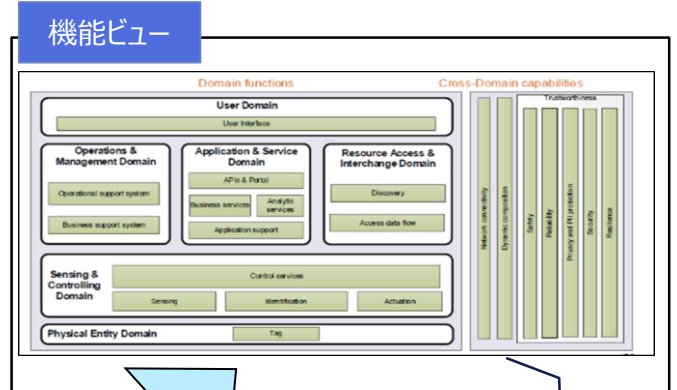 機能ビュー
Domain functions
Cross-Domain capabilities
User Domain
User Interface
Operations &
Management Domain
Operational support system
Business support system
Application & Service
Domain
APIs & Portal
Business services
Analytic
services
Application support
Resource Access &
Interchange Domain
Discovery
Access data flow
Sensing &
Controlling
Domain
Control services
Sensing
Identification
Actuation
Physical Entity Domain
Tag
Network connectivity
Dynamic composition
Trustworthiness
Safety
Reliability
Privacy and PII protection
Security
Resilience